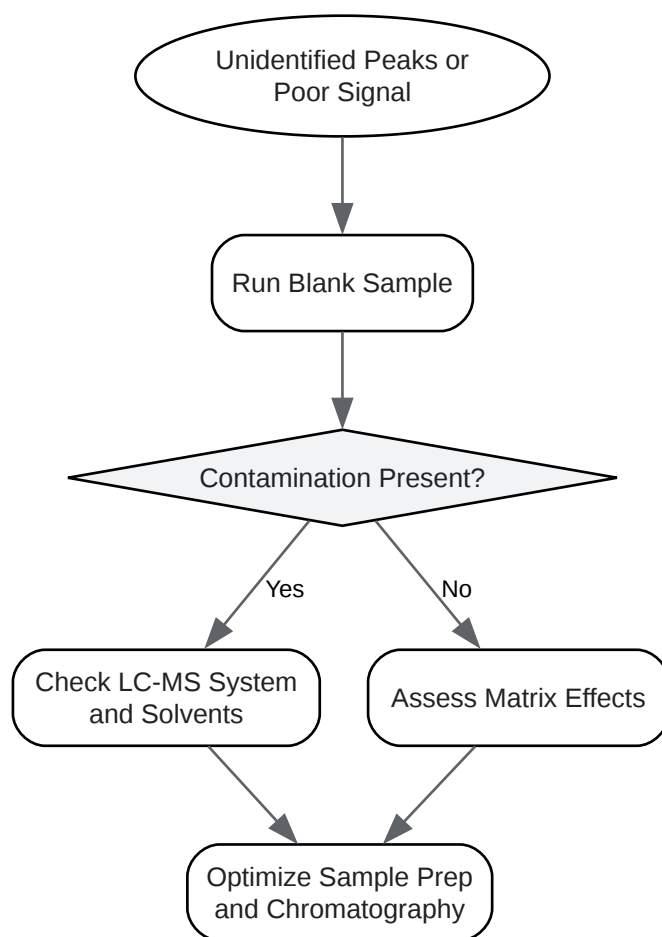 Unidentified Peaks or
Poor Signal
Run Blank Sample
Contamination Present?
Yes
No
Check LC-MS System
and Solvents
Assess Matrix Effects
Optimize Sample Prep
and Chromatography